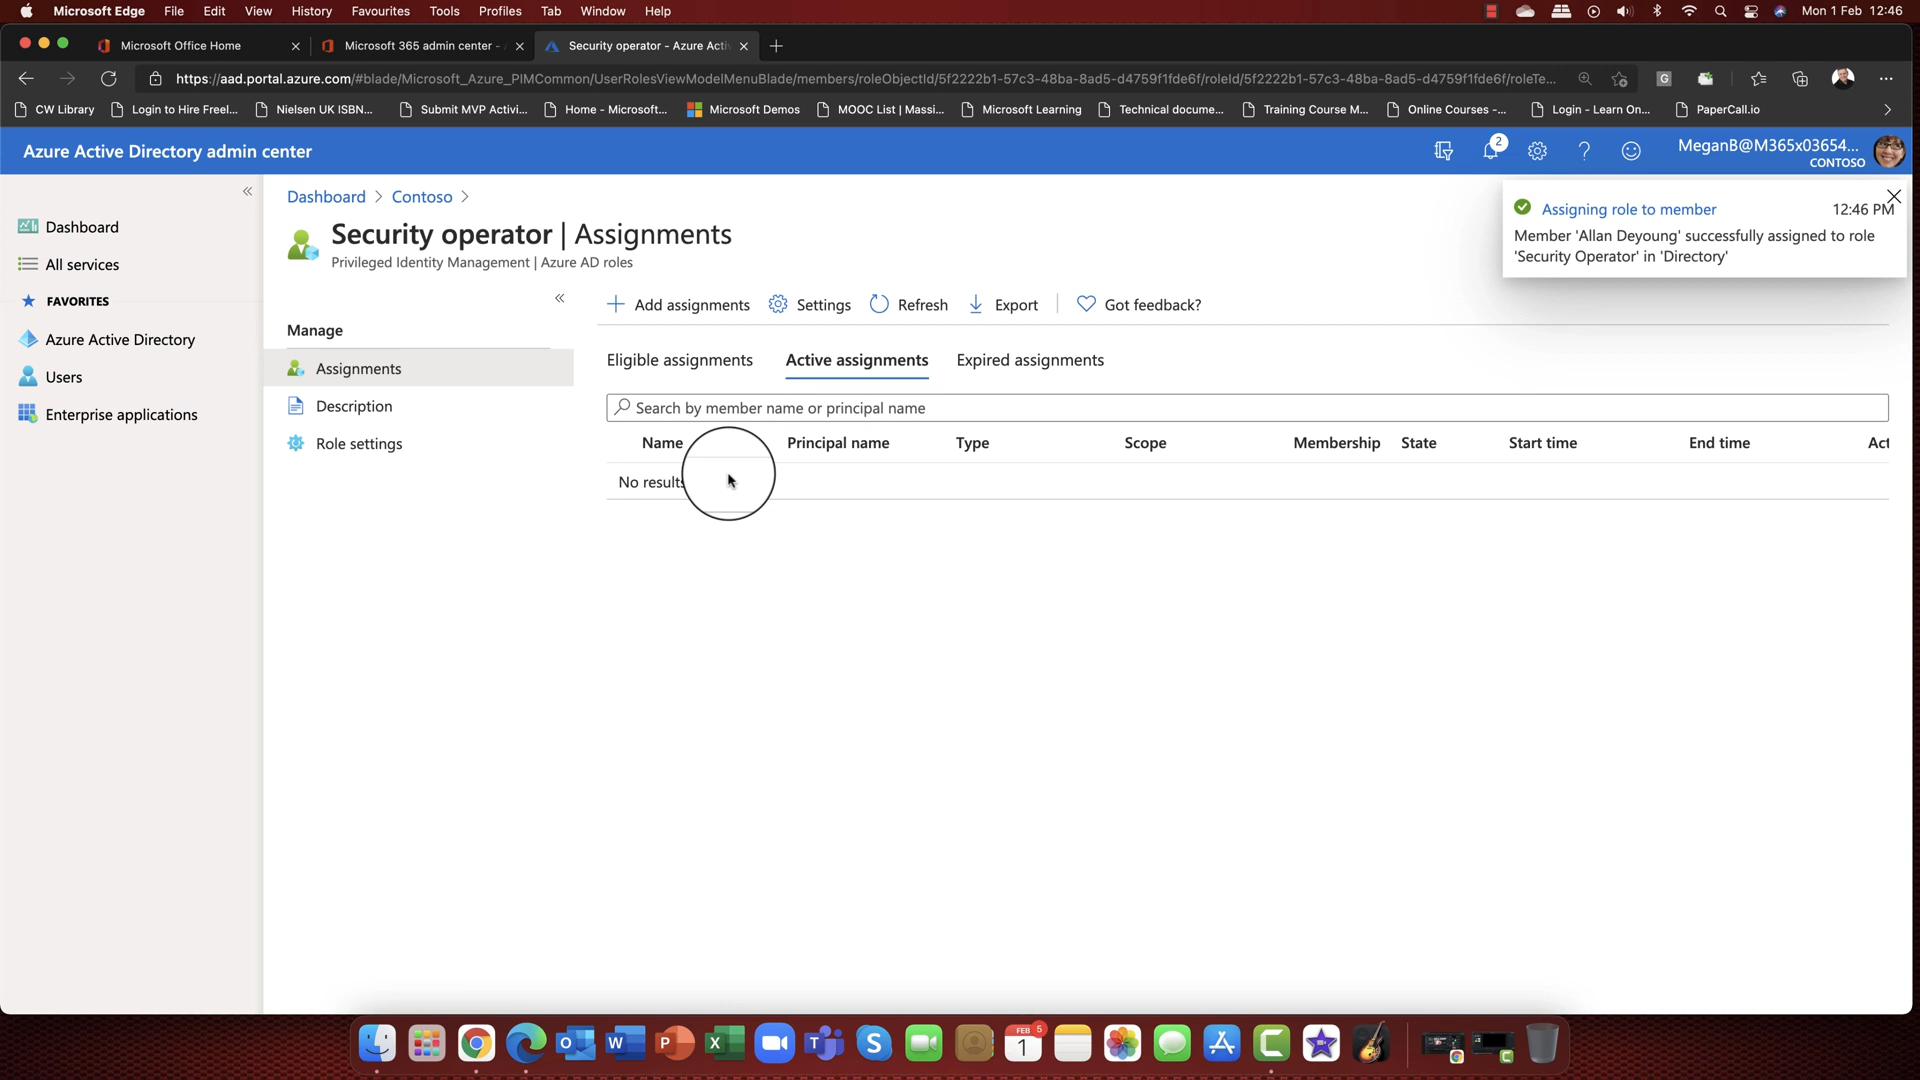 Microsoft Edge File Edit View History Favourites Tools Profiles Tab Window Help Mon 1 Feb 12:46
Microsoft Office Home
Microsoft 365 admin center -
Security operator - Azure Acti
https://aad.portal.azure.com/#blade/Microsoft_Azure_PIMCommon/UserRolesViewModelMenuBlade/members/roleObjectId/5f2222b1-57c3-48ba-8ad5-d4759f1fde6f/roleId/5f2222b1-57c3-48ba-8ad5-d4759f1fde6f/roleTe...
CW Library Login to Hire Freel... Nielsen UK ISBN... Submit MVP Activi... Home - Microsoft... Microsoft Demos MOOC List | Massi... Microsoft Learning Technical docume... Training Course M... Online Courses -... Login - Learn On... PaperCall.io
Azure Active Directory admin center
2
MeganB@M365x03654...
CONTOSO
Dashboard > Contoso >
Security operator | Assignments
Privileged Identity Management | Azure AD roles
Assigning role to member 12:46 PM
Member 'Allan Deyoung' successfully assigned to role
'Security Operator' in 'Directory'
Dashboard
All services
FAVORITES
Azure Active Directory
Users
Enterprise applications
Manage
Assignments
Description
Role settings
Add assignments Settings Refresh Export Got feedback?
Eligible assignments Active assignments Expired assignments
Search by member name or principal name
Name Principal name Type Scope Membership State Start time End time Act
No results
FEB 5
1